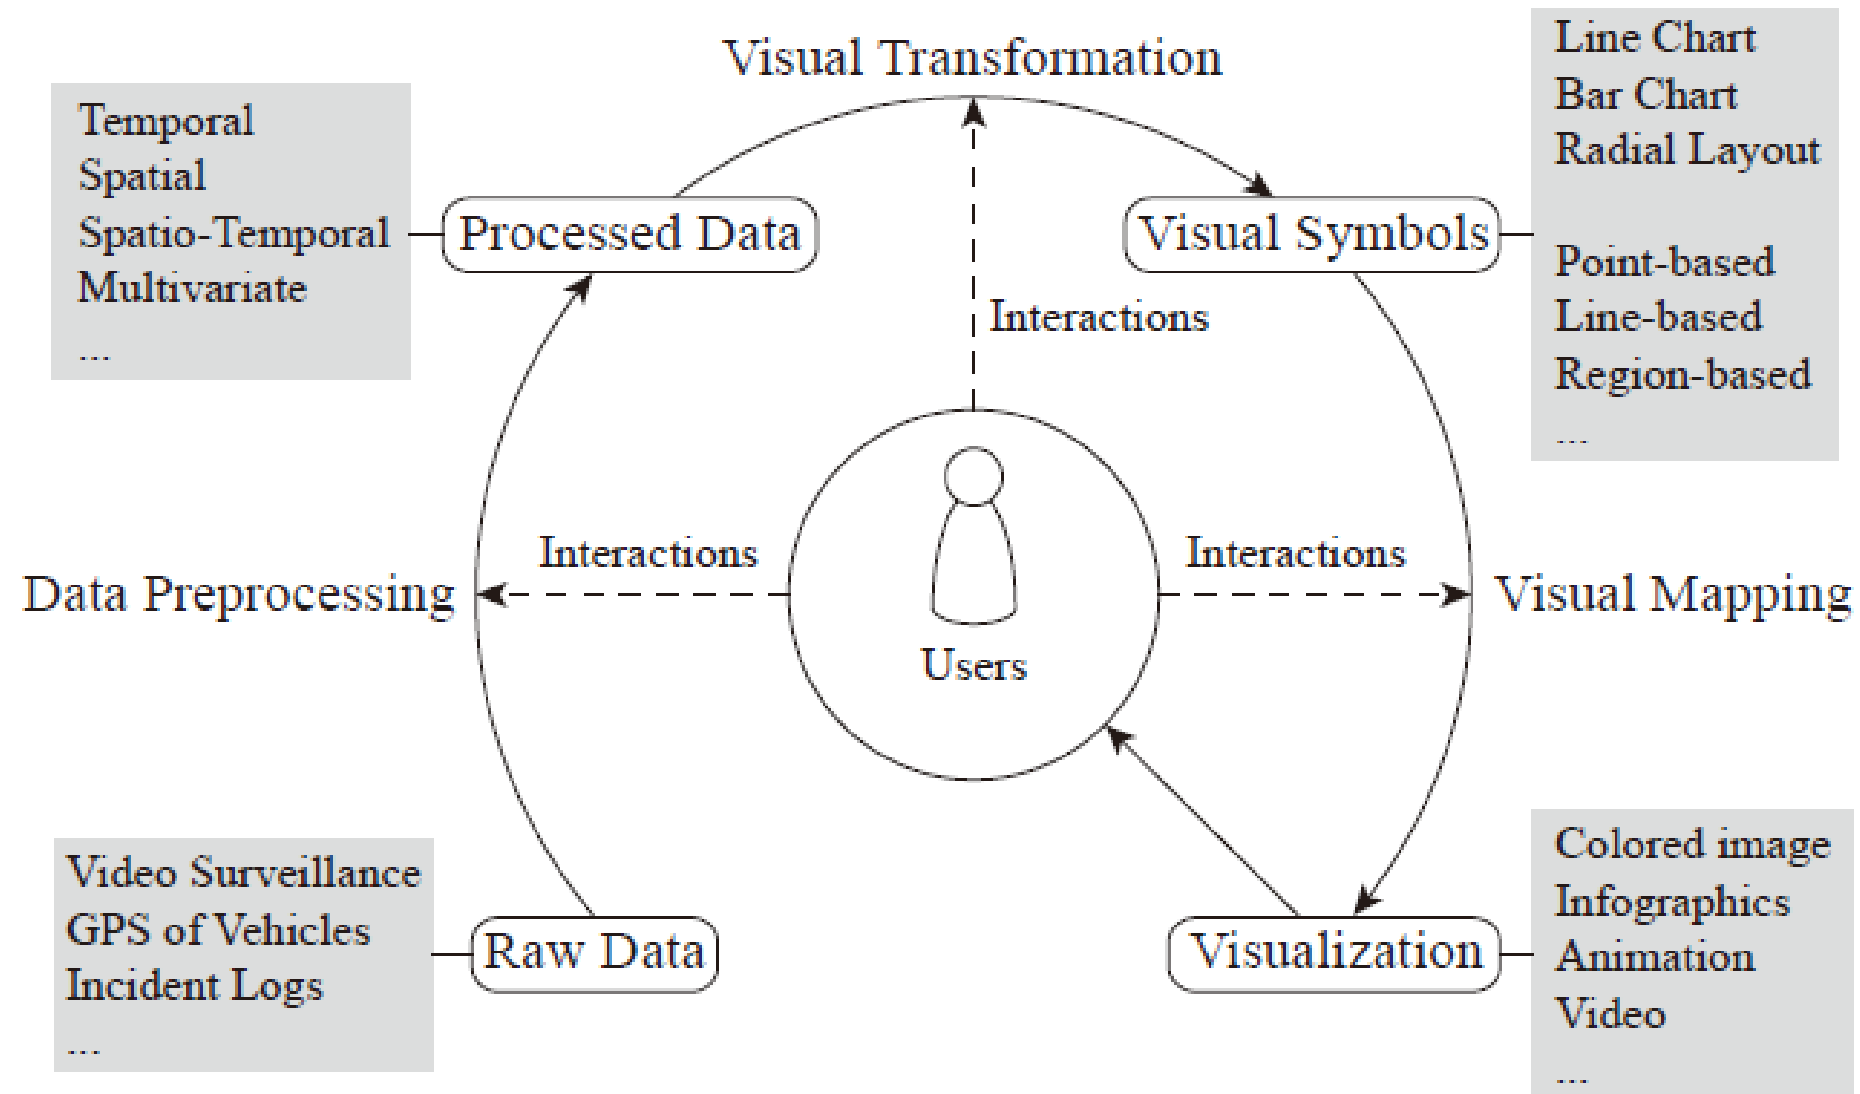 Visual Transformation
Temporal
Spatial
Spatio-Temporal
Multivariate
...
Processed Data
Visual Symbols
Line Chart
Bar Chart
Radial Layout
Point-based
Line-based
Region-based
...
Interactions
Data Preprocessing
Interactions
Users
Interactions
Visual Mapping
Video Surveillance
GPS of Vehicles
Incident Logs
...
Raw Data
Visualization
Colored image
Infographics
Animation
Video
...